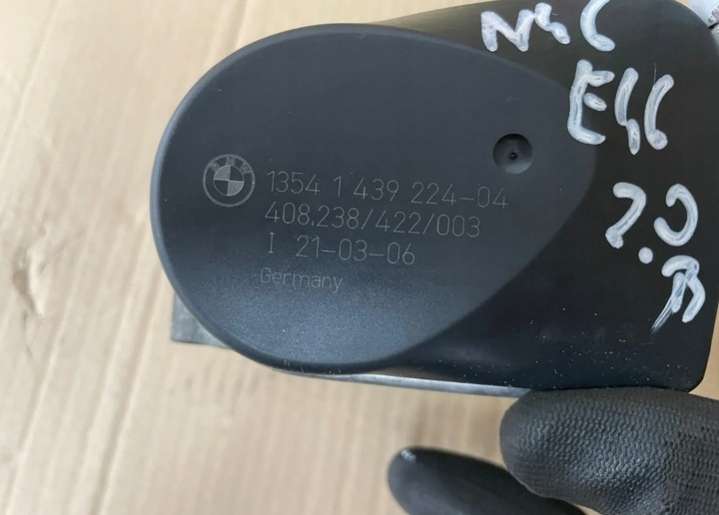 1354 1 439 224-04
408.238/422/003
I 21-03-06
Germany
E46
2.0